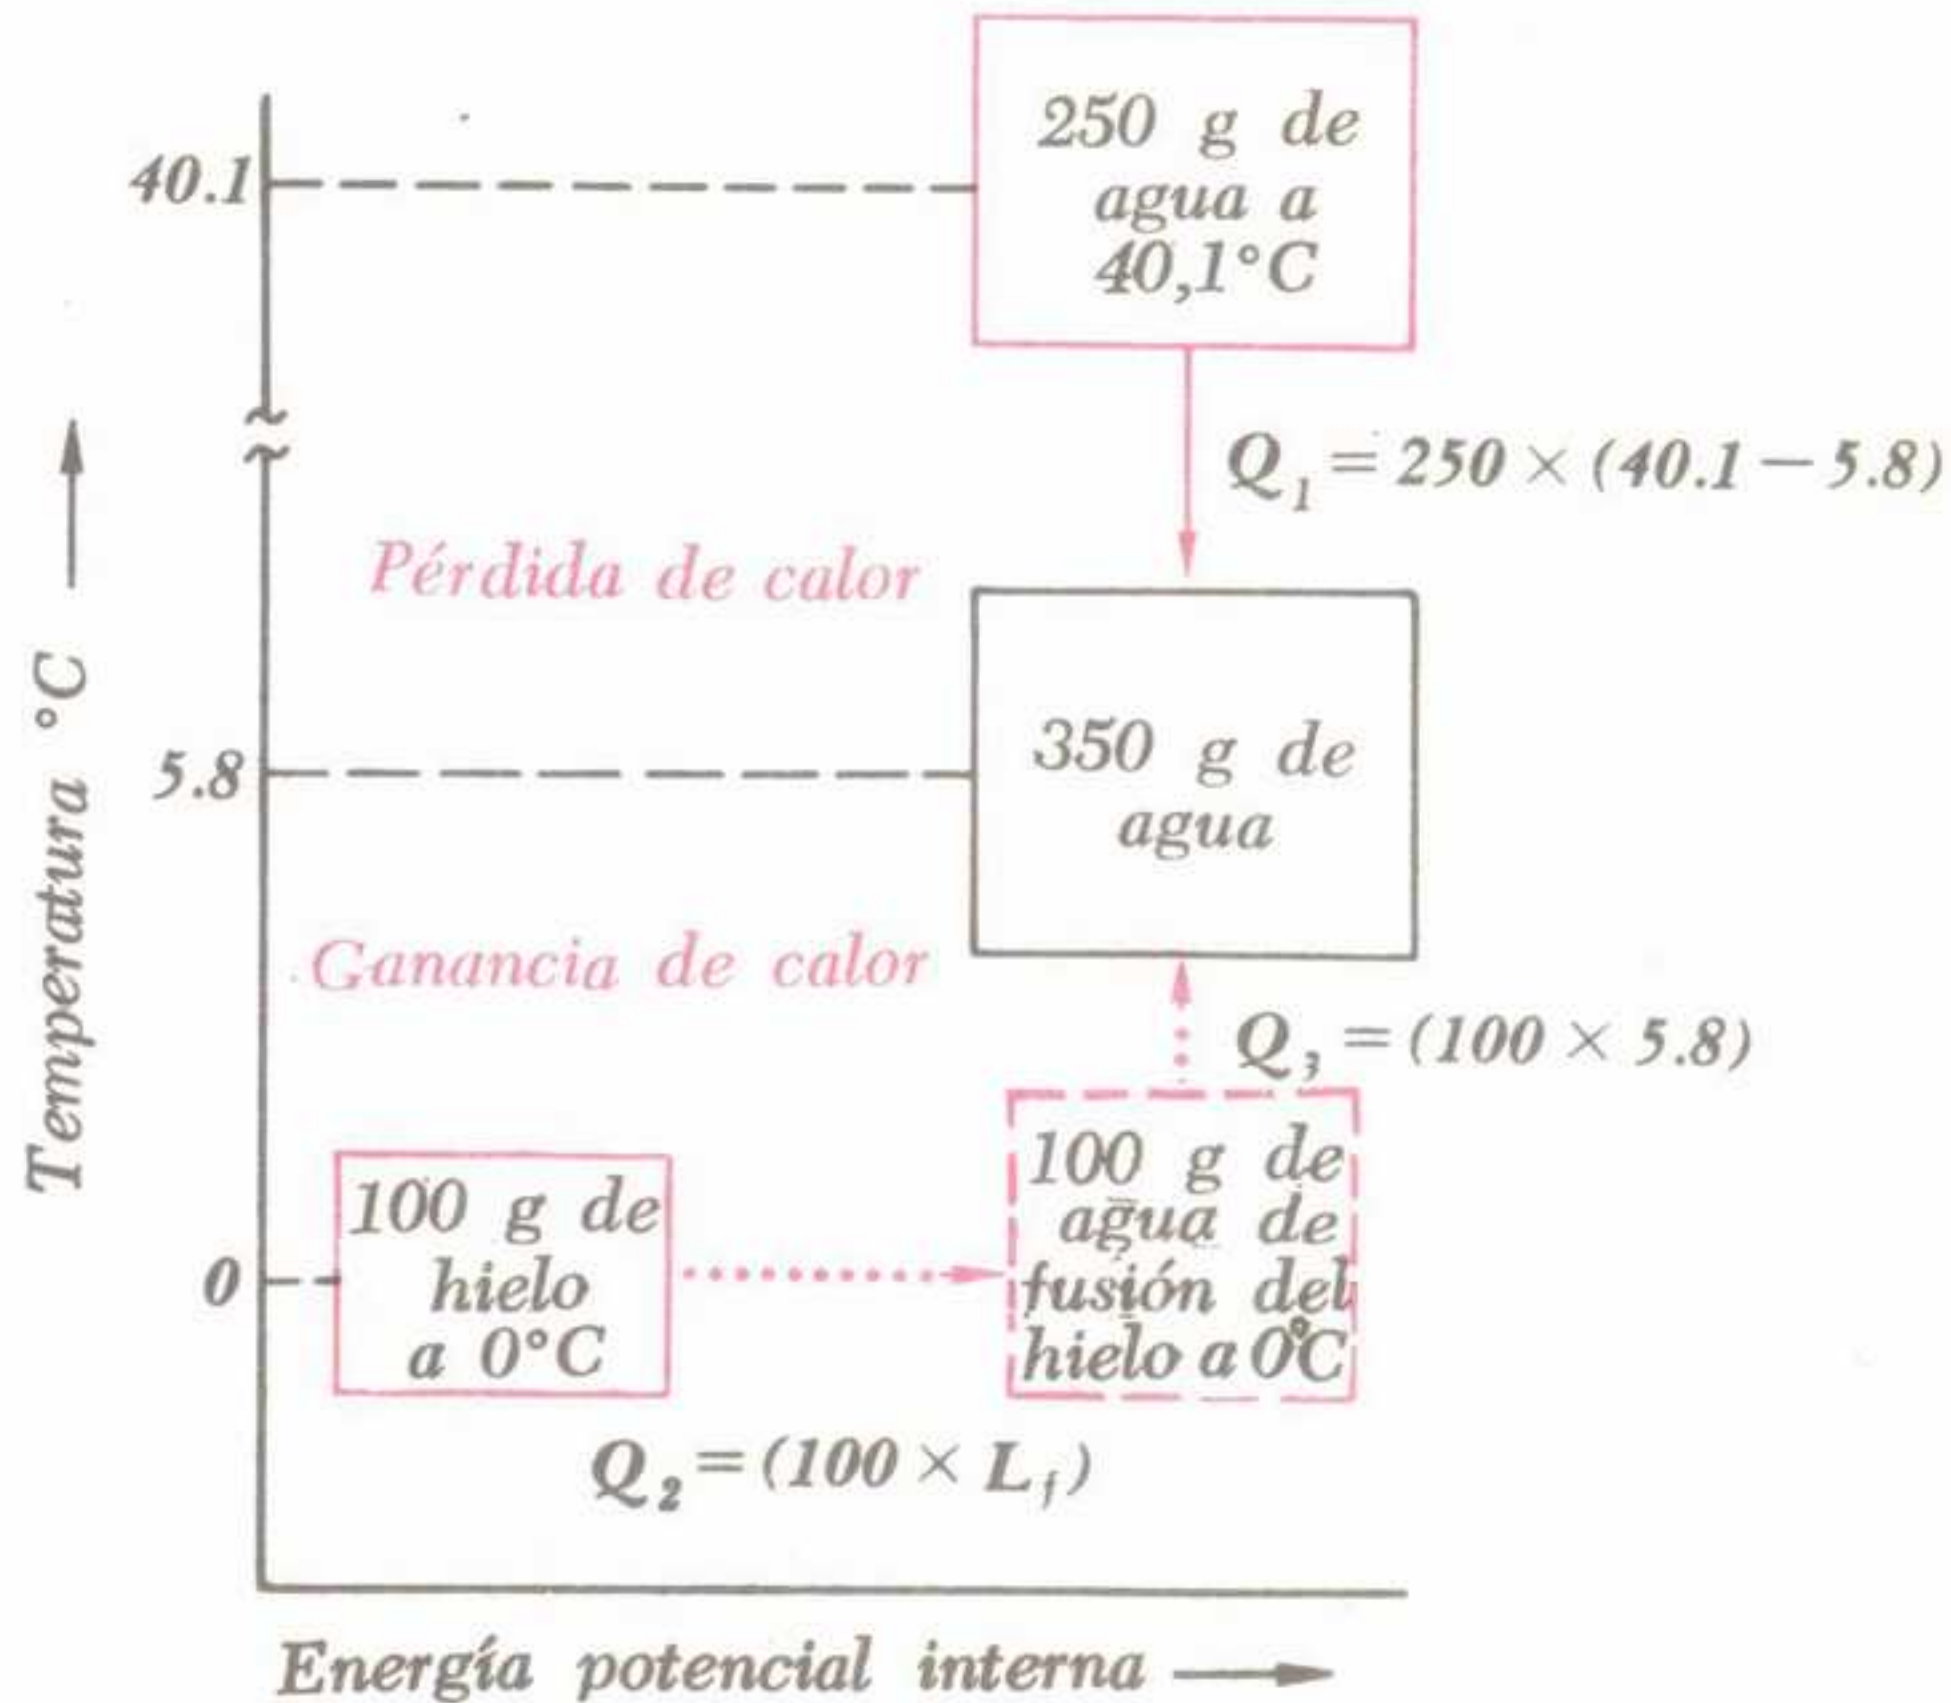 250 g de
agua a
40,1°C
40.1
Q₁ = 250 × (40.1 − 5.8)
Pérdida de calor
Temperatura °C
350 g de
agua
5.8
Ganancia de calor
Q₃ = (100 × 5.8)
100 g de
hielo
a 0°C
100 g de
agua de
fusión del
hielo a 0°C
0
Q₂ = (100 × L_f)
Energía potencial interna